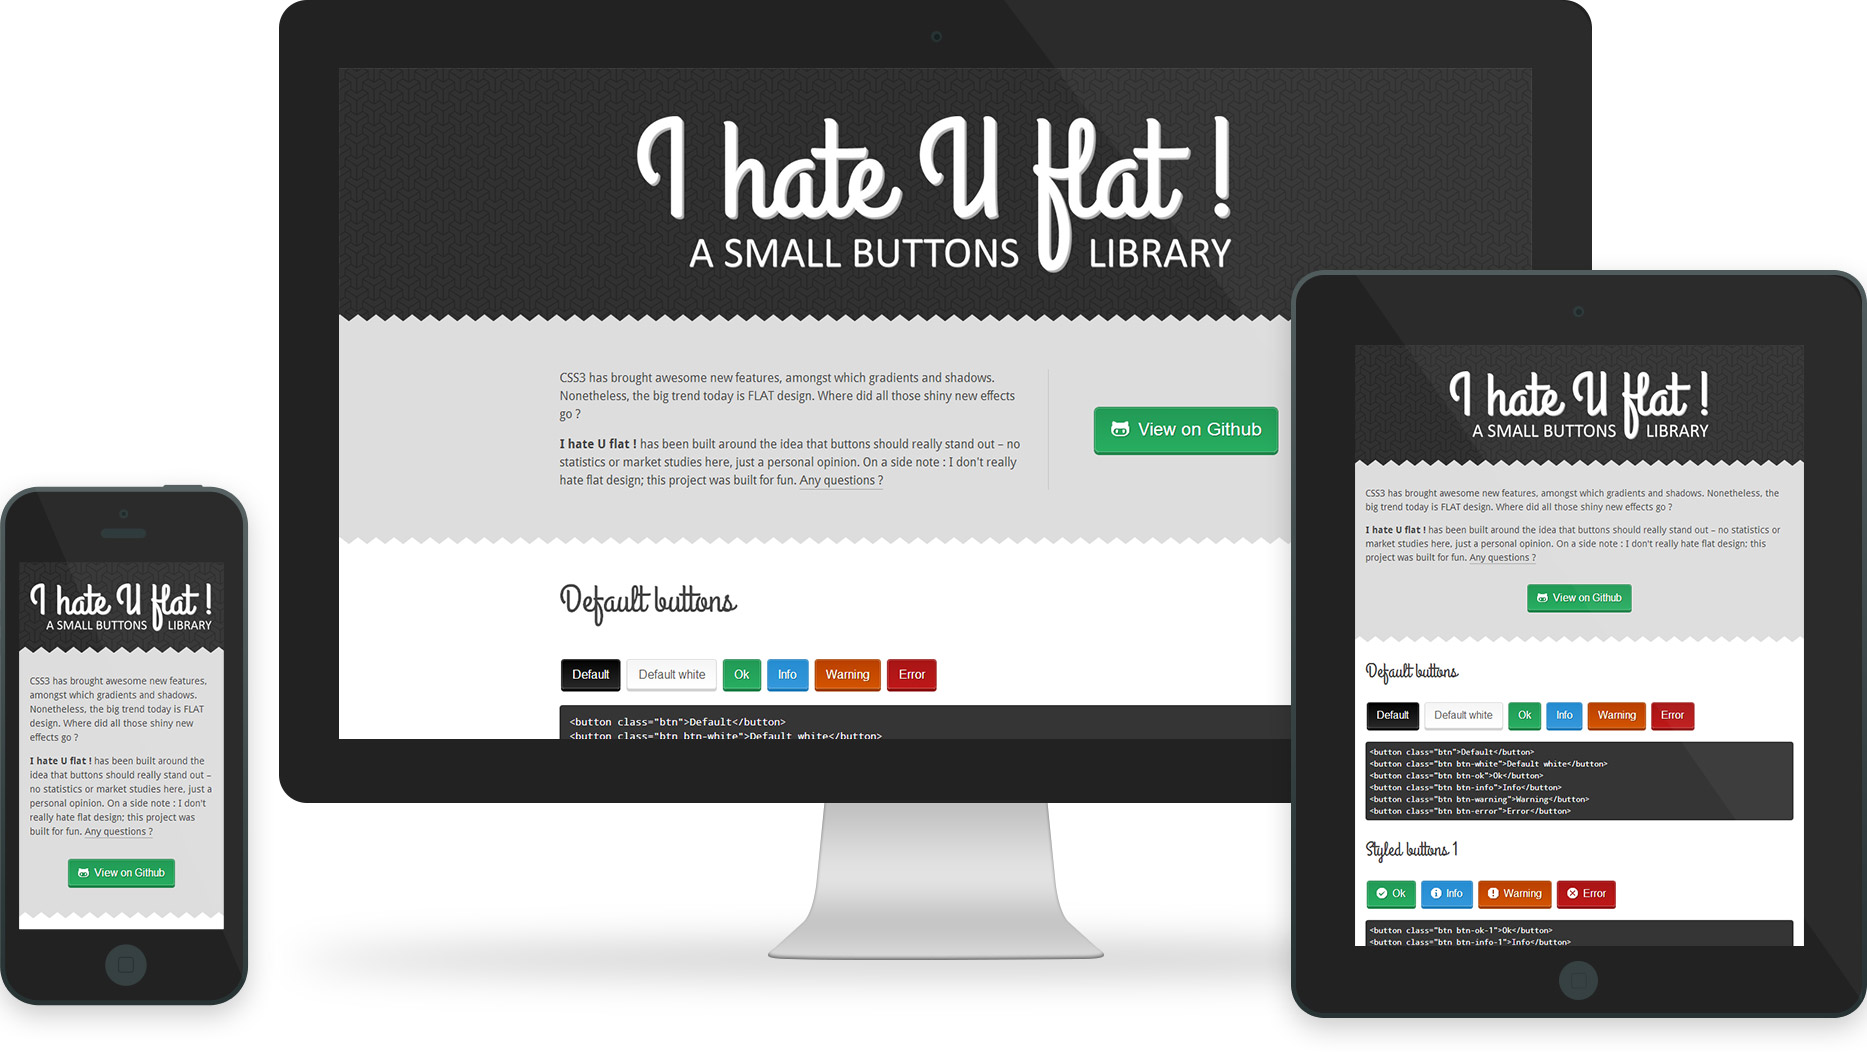 I hate U flat !
A SMALL BUTTONS LIBRARY
CSS3 has brought awesome new features, amongst which gradients and shadows.
Nonetheless, the big trend today is FLAT design. Where did all those shiny new effects
go ?
I hate U flat ! has been built around the idea that buttons should really stand out – no
statistics or market studies here, just a personal opinion. On a side note : I don't really
hate flat design; this project was built for fun. Any questions ?
View on Github
Default buttons
Default Default white Ok Info Warning Error
<button class="btn">Default</button>
<button class="btn btn-white">Default white</button>
I hate U flat !
A SMALL BUTTONS LIBRARY
CSS3 has brought awesome new features,
amongst which gradients and shadows.
Nonetheless, the big trend today is FLAT
design. Where did all those shiny new
effects go ?
I hate U flat ! has been built around the
idea that buttons should really stand out –
no statistics or market studies here, just a
personal opinion. On a side note : I don't
really hate flat design; this project was
built for fun. Any questions ?
View on Github
I hate U flat !
A SMALL BUTTONS LIBRARY
CSS3 has brought awesome new features, amongst which gradients and shadows. Nonetheless, the
big trend today is FLAT design. Where did all those shiny new effects go ?
I hate U flat ! has been built around the idea that buttons should really stand out – no statistics or
market studies here, just a personal opinion. On a side note : I don't really hate flat design; this
project was built for fun. Any questions ?
View on Github
Default buttons
Default Default white Ok Info Warning Error
<button class="btn">Default</button>
<button class="btn btn-white">Default white</button>
<button class="btn btn-ok">Ok</button>
<button class="btn btn-info">Info</button>
<button class="btn btn-warning">Warning</button>
<button class="btn btn-error">Error</button>
Styled buttons 1
Ok Info Warning Error
<button class="btn btn-ok-1">Ok</button>
<button class="btn btn-info-1">Info</button>